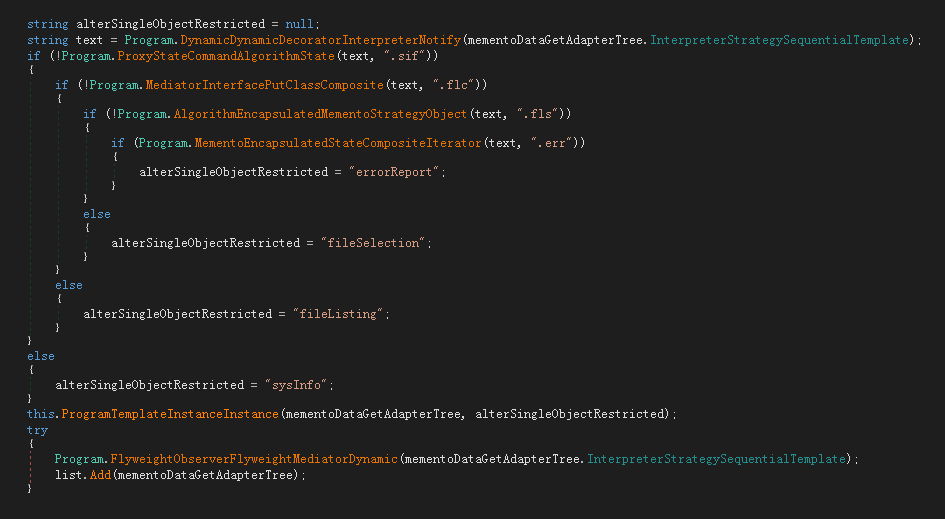 string alterSingleObjectRestricted = null;
string text = Program.DynamicDynamicDecoratorInterpreterNotify(mementoDataGetAdapterTree.InterpreterStrategySequentialTemplate);
if (!Program.ProxyStateCommandAlgorithmState(text, ".sif"))
{
if (!Program.MediatorInterfacePutClassComposite(text, ".flc"))
{
if (!Program.AlgorithmEncapsulatedMementoStrategyObject(text, ".fls"))
{
if (Program.MementoEncapsulatedStateCompositeIterator(text, ".err"))
{
alterSingleObjectRestricted = "errorReport";
}
}
else
{
alterSingleObjectRestricted = "fileSelection";
}
}
else
{
alterSingleObjectRestricted = "fileListing";
}
}
else
{
alterSingleObjectRestricted = "sysInfo";
}
this.ProgramTemplateInstanceInstance(mementoDataGetAdapterTree, alterSingleObjectRestricted);
try
{
Program.FlyweightObserverFlyweightMediatorDynamic(mementoDataGetAdapterTree.InterpreterStrategySequentialTemplate);
list.Add(mementoDataGetAdapterTree);
}